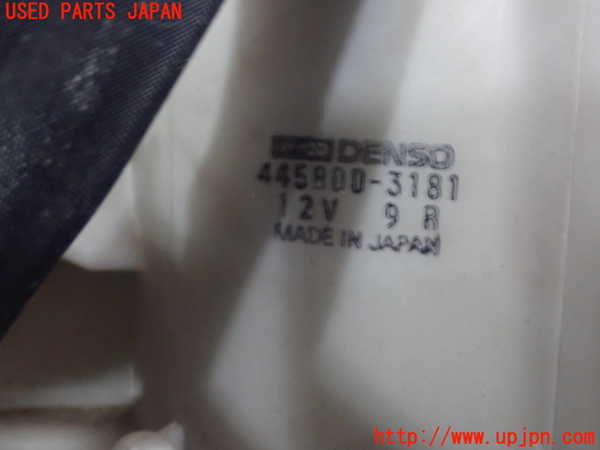 USED PARTS JAPAN
DENSO
445800-3181
12V 9 R
MADE IN JAPAN
http://www.upjpn.com/